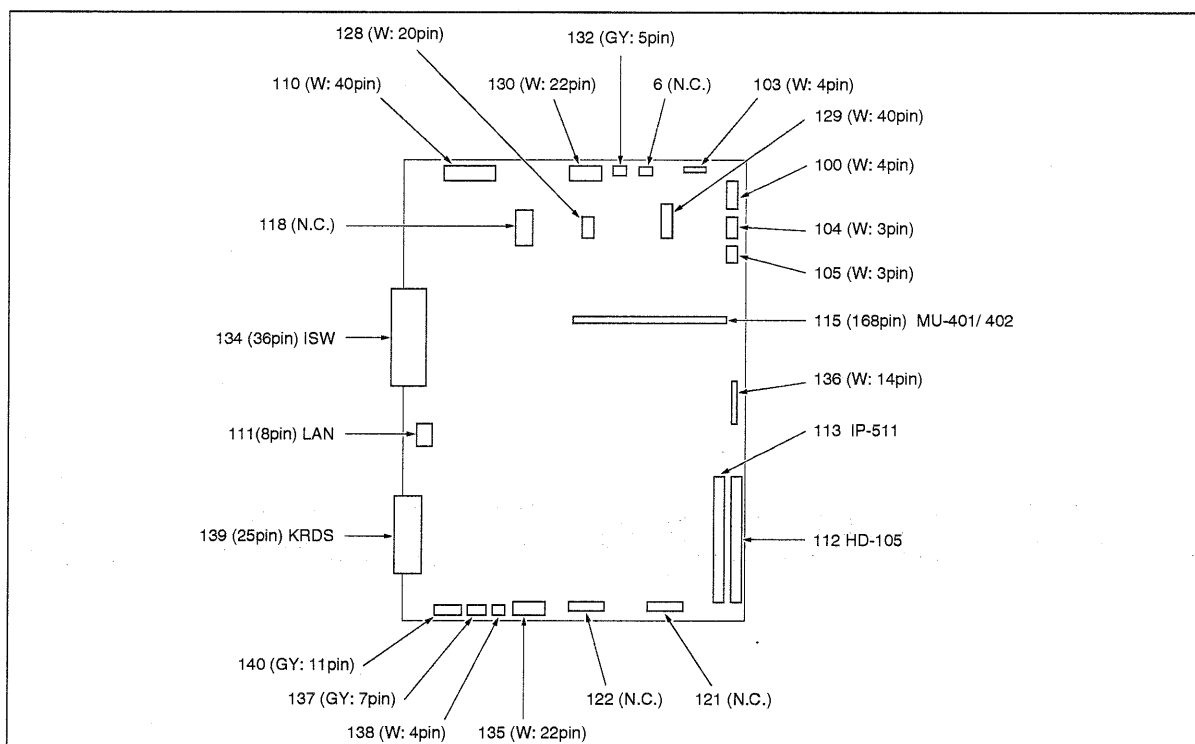 128 (W: 20pin)
132 (GY: 5pin)
110 (W: 40pin)
130 (W: 22pin)
6 (N.C.)
103 (W: 4pin)
129 (W: 40pin)
100 (W: 4pin)
118 (N.C.)
104 (W: 3pin)
105 (W: 3pin)
115 (168pin) MU-401/ 402
134 (36pin) ISW
136 (W: 14pin)
111(8pin) LAN
113 IP-511
139 (25pin) KRDS
112 HD-105
140 (GY: 11pin)
137 (GY: 7pin)
122 (N.C.)
121 (N.C.)
138 (W: 4pin)
135 (W: 22pin)